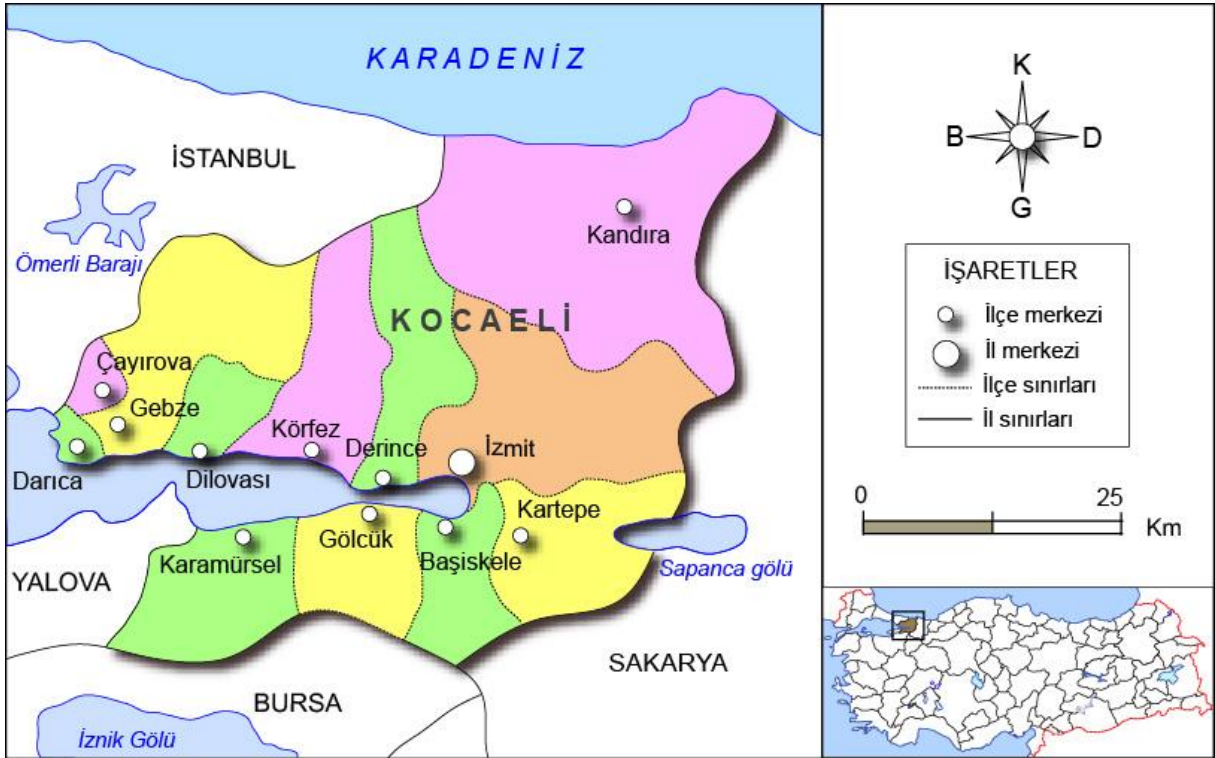 KARADENİZ
İSTANBUL
Ömerli Barajı
Kandıra
KOCAELİ
Çayırova
Gebze
Körfez
Derince
İzmit
Darıca
Dilovası
Kartepe
Gölcük
Başiskele
Karamürsel
Sapanca gölü
YALOVA
SAKARYA
BURSA
İznik Gölü
K
B
D
G
İŞARETLER
İlçe merkezi
İl merkezi
İlçe sınırları
İl sınırları
0 25
Km